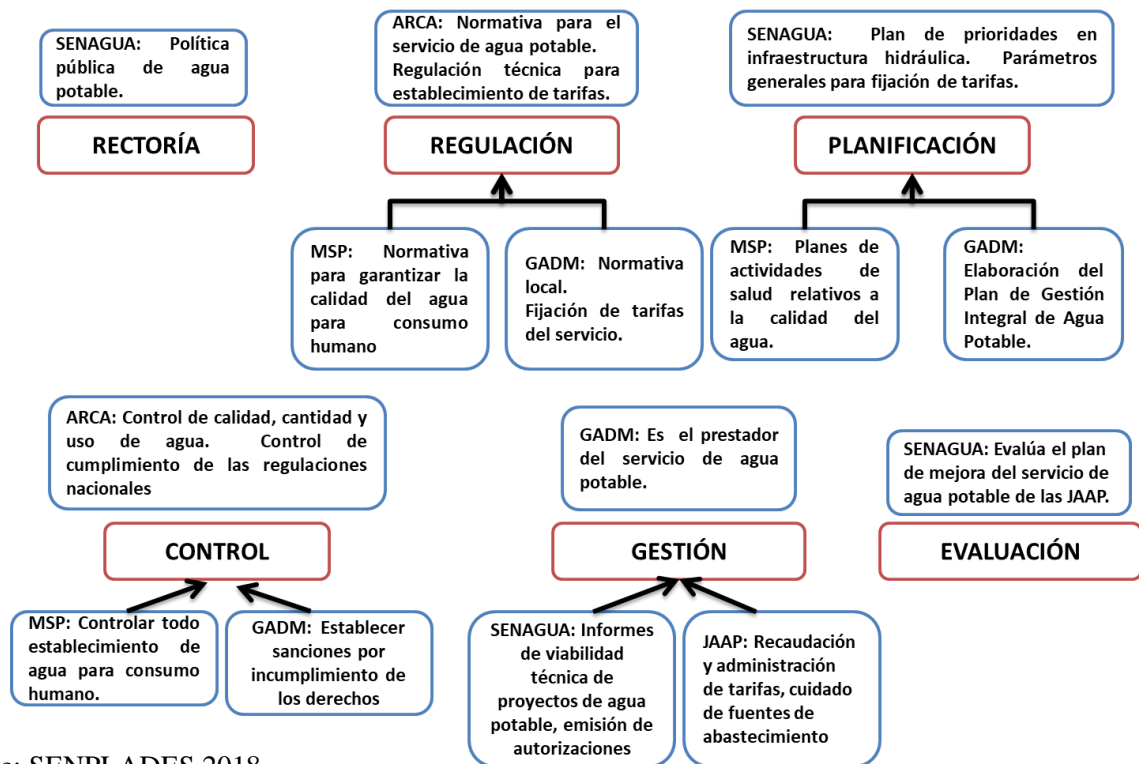 SENAGUA: Política
pública de agua
potable.
RECTORÍA
ARCA: Normativa para el
servicio de agua potable.
Regulación técnica para
establecimiento de tarifas.
REGULACIÓN
MSP: Normativa
para garantizar la
calidad del agua
para consumo
humano
GADM: Normativa
local.
Fijación de tarifas
del servicio.
SENAGUA: Plan de prioridades en
infraestructura hidráulica. Parámetros
generales para fijación de tarifas.
PLANIFICACIÓN
MSP: Planes de
actividades de
salud relativos a
la calidad del
agua.
GADM:
Elaboración del
Plan de Gestión
Integral de Agua
Potable.
ARCA: Control de calidad, cantidad y
uso de agua. Control de
cumplimiento de las regulaciones
nacionales
CONTROL
MSP: Controlar todo
establecimiento de
agua para consumo
humano.
GADM: Establecer
sanciones por
incumplimiento de
los derechos
GADM: Es el prestador
del servicio de agua
potable.
GESTIÓN
SENAGUA: Informes
de viabilidad
técnica de
proyectos de agua
potable, emisión de
autorizaciones
JAAP: Recaudación
y administración
de tarifas, cuidado
de fuentes de
abastecimiento
SENAGUA: Evalúa el plan
de mejora del servicio de
agua potable de las JAAP.
EVALUACIÓN
SENPLADES 2018